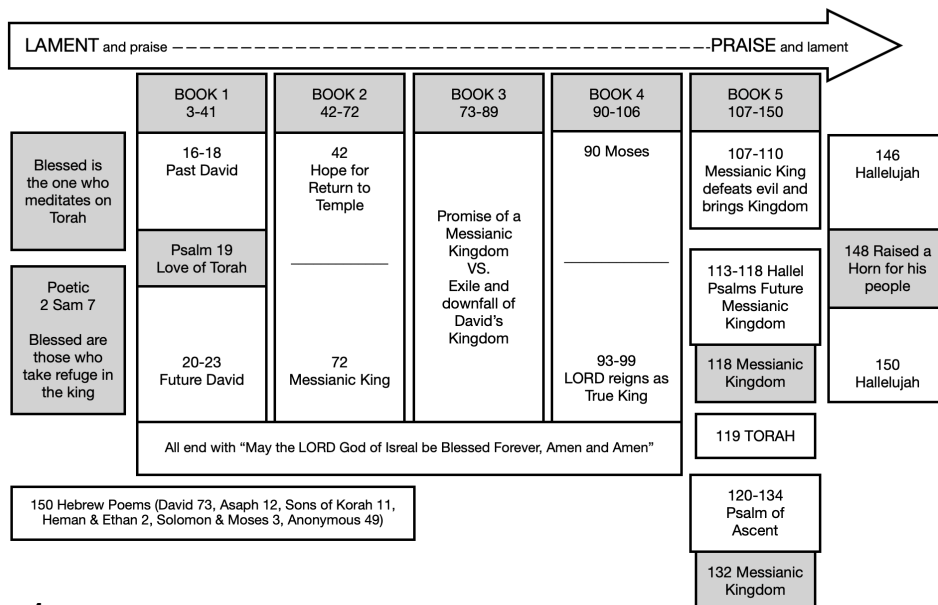 LAMENT and praise ---------------------------------------------------PRAISE and lament
BOOK 1
3-41
BOOK 2
42-72
BOOK 3
73-89
BOOK 4
90-106
BOOK 5
107-150
Blessed is
the one who
meditates on
Torah
Poetic
2 Sam 7
Blessed are
those who
take refuge in
the king
16-18
Past David
Psalm 19
Love of Torah
20-23
Future David
42
Hope for
Return to
Temple
72
Messianic King
Promise of a
Messianic
Kingdom
VS.
Exile and
downfall of
David's
Kingdom
90 Moses
93-99
LORD reigns as
True King
107-110
Messianic King
defeats evil and
brings Kingdom
113-118 Hallel
Psalms Future
Messianic
Kingdom
118 Messianic
Kingdom
119 TORAH
120-134
Psalm of
Ascent
132 Messianic
Kingdom
146
Hallelujah
148 Raised a
Horn for his
people
150
Hallelujah
All end with “May the LORD God of Isreal be Blessed Forever, Amen and Amen”
150 Hebrew Poems (David 73, Asaph 12, Sons of Korah 11,
Heman & Ethan 2, Solomon & Moses 3, Anonymous 49)